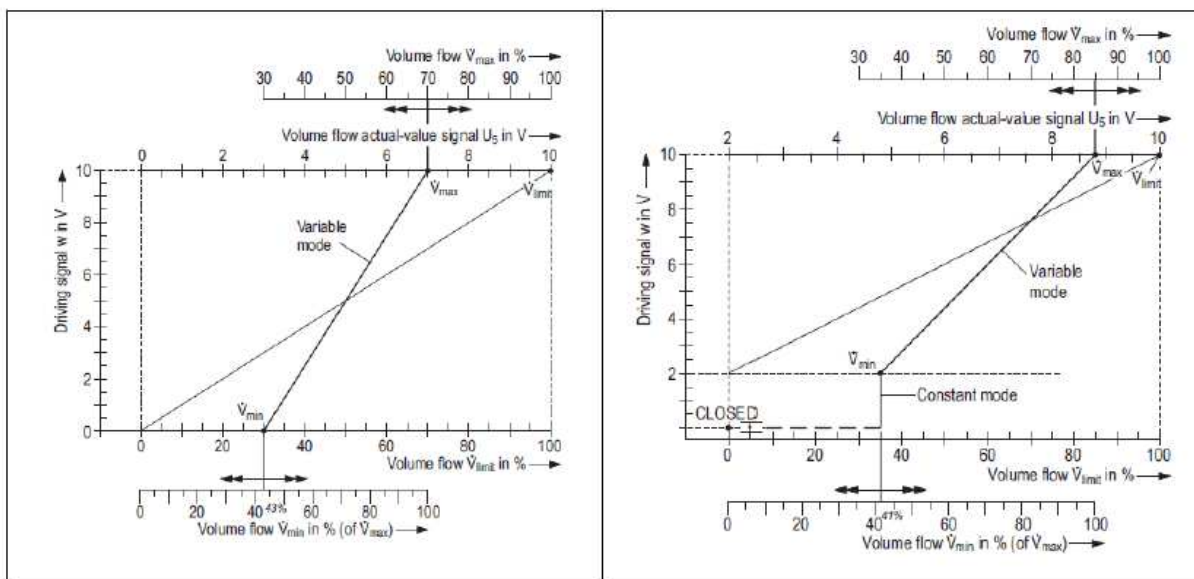 Volume flow V̇max in %
30 40 50 60 70 80 90 100
Volume flow actual-value signal U5 in V
0 2 4 6 8 10
Driving signal w in V
10
8
6
4
2
0
V̇max
V̇limit
Variable
mode
V̇min
0 20 40 60 80 100
Volume flow V̇limit in %
0 20 40 43% 60 80 100
Volume flow V̇min in % (of V̇max)
Volume flow V̇max in %
30 40 50 60 70 80 90 100
Volume flow actual-value signal U5 in V
2 4 6 8 10
Driving signal w in V
10
8
6
4
2
V̇max
V̇limit
Variable
mode
V̇min
Constant mode
CLOSED
0 20 40 60 80 100
Volume flow V̇limit in %
0 20 40 41% 60 80 100
Volume flow V̇min in % (of V̇max)